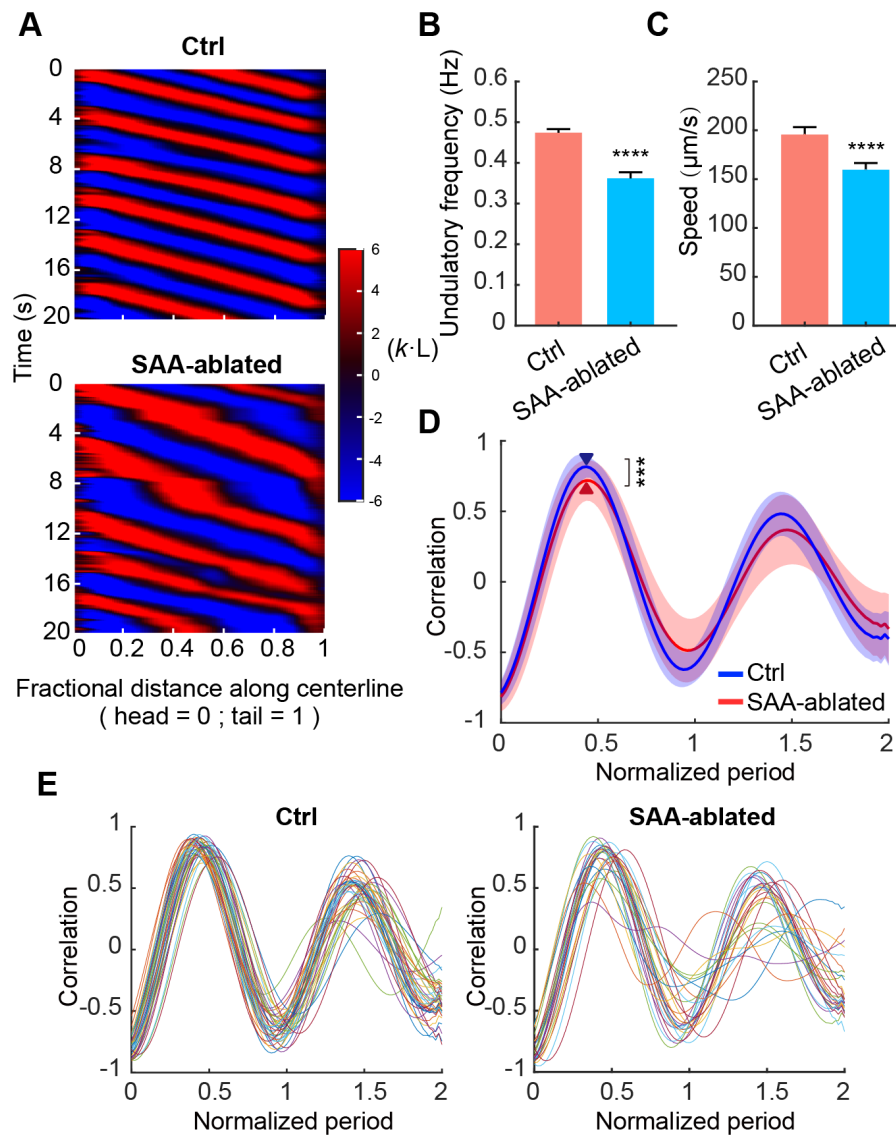 A
Ctrl
0
4
8
12
16
20
Time (s)
SAA-ablated
0
4
8
12
16
20
0 0.2 0.4 0.6 0.8 1
Fractional distance along centerline
( head = 0 ; tail = 1 )
6
4
2
0
-2
-4
-6
(k·L)
B
Undulatory frequency (Hz)
0.6
0.5
0.4
0.3
0.2
0.1
0
****
Ctrl
SAA-ablated
C
Speed (μm/s)
250
200
150
100
50
0
****
Ctrl
SAA-ablated
D
Correlation
1
0.5
0
-0.5
-1
***
Ctrl
SAA-ablated
0 0.5 1 1.5 2
Normalized period
E
Ctrl
Correlation
1
0.5
0
-0.5
-1
0 0.5 1 1.5 2
Normalized period
SAA-ablated
Correlation
1
0.5
0
-0.5
-1
0 0.5 1 1.5 2
Normalized period